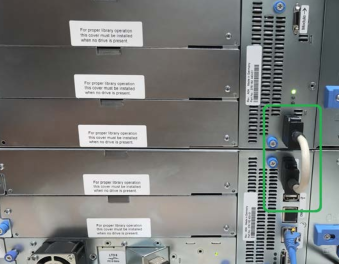 For proper library operation
this cover must be installed
when no drive is present.
For proper library operation
this cover must be installed
when no drive is present.
For proper library operation
this cover must be installed
when no drive is present.
For proper library operation
this cover must be installed
when no drive is present.
For proper library operation
this cover must be installed
when no drive is present.